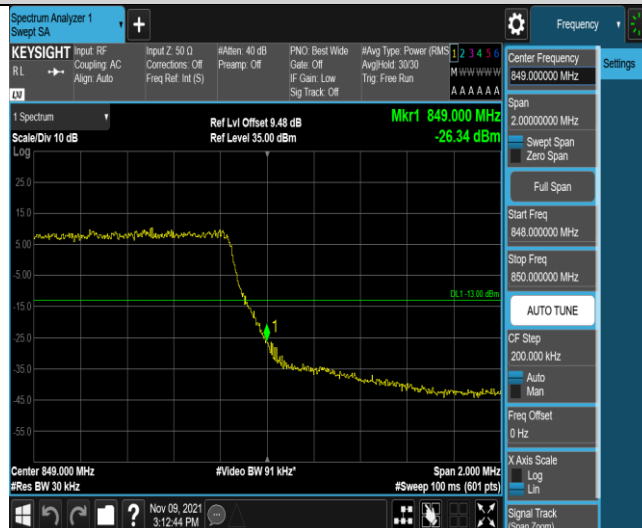 Spectrum Analyzer 1
Swept SA
+
Frequency
KEYSIGHT
RL
LXI
Input: RF
Coupling: AC
Align: Auto
Input Z: 50 Ω
Corrections: Off
Freq Ref: Int (S)
#Atten: 40 dB
Preamp: Off
PNO: Best Wide
Gate: Off
IF Gain: Low
Sig Track: Off
#Avg Type: Power (RMS
Avg|Hold: 30/30
Trig: Free Run
1 2 3 4 5 6
M W W W W W
A A A A A A
1 Spectrum
Scale/Div 10 dB
Log
Ref Lvl Offset 9.48 dB
Ref Level 35.00 dBm
Mkr1 849.000 MHz
-26.34 dBm
25.0
15.0
5.00
-5.00
-15.0
-25.0
-35.0
-45.0
-55.0
DL1 -13.00 dBm
1
Center 849.000 MHz
#Res BW 30 kHz
#Video BW 91 kHz*
Span 2.000 MHz
#Sweep 100 ms (601 pts)
Center Frequency
849.000000 MHz
Settings
Span
2.00000000 MHz
Swept Span
Zero Span
Full Span
Start Freq
848.000000 MHz
Stop Freq
850.000000 MHz
AUTO TUNE
CF Step
200.000 kHz
Auto
Man
Freq Offset
0 Hz
X Axis Scale
Log
Lin
Signal Track
(Span Zoom)
?
Nov 09, 2021
3:12:44 PM